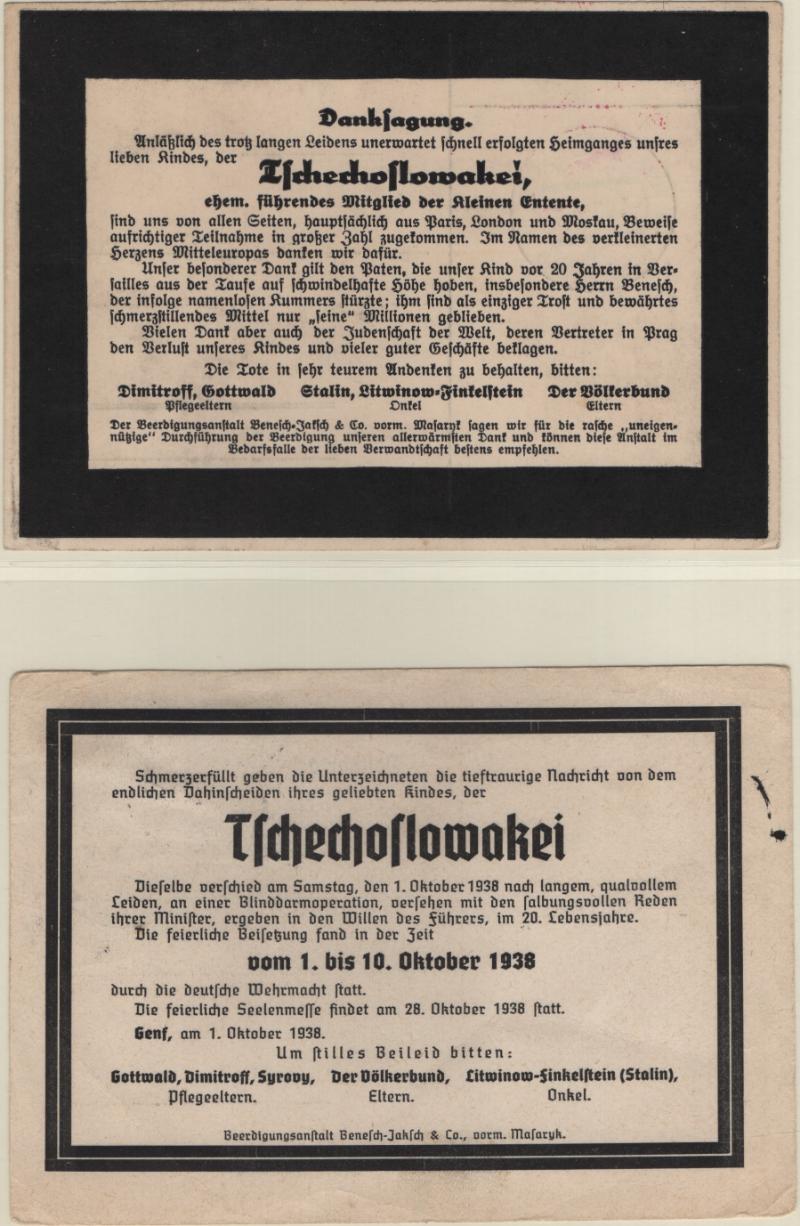 Danksagung.
Anläßlich des trotz langen Leidens unerwartet schnell erfolgten Heimganges unsres
lieben Kindes, der
Tschechoslowakei,
ehem. führendes Mitglied der Kleinen Entente,
sind uns von allen Seiten, hauptsächlich aus Paris, London und Moskau, Beweise
aufrichtiger Teilnahme in großer Zahl zugekommen. Im Namen des verkleinerten
Herzens Mitteleuropas danken wir dafür.
Unser besonderer Dank gilt den Paten, die unser Kind vor 20 Jahren in Ver-
sailles aus der Taufe auf schwindelhafte Höhe hoben, insbesondere Herrn Benesch,
der infolge namenlosen Kummers stürzte; ihm sind als einziger Trost und bewährtes
schmerzstillendes Mittel nur „seine" Millionen geblieben.
Vielen Dank aber auch der Judenschaft der Welt, deren Vertreter in Prag
den Verlust unseres Kindes und vieler guter Geschäfte beklagen.
Die Tote in sehr teurem Andenken zu behalten, bitten:
Dimitroff, Gottwald Stalin, Litwinow-Finkelstein Der Völkerbund
Pflegeeltern Onkel Eltern
Der Beerdigungsanstalt Benesch-Jaksch & Co. vorm. Masaryk sagen wir für die rasche „uneigen-
nützige" Durchführung der Beerdigung unseren allerwärmsten Dank und können diese Anstalt im
Bedarfsfalle der lieben Verwandtschaft bestens empfehlen.
Schmerzerfüllt geben die Unterzeichneten die tieftraurige Nachricht von dem
endlichen Dahinscheiden ihres geliebten Kindes, der
Tschechoslowakei
Dieselbe verschied am Samstag, den 1. Oktober 1938 nach langem, qualvollem
Leiden, an einer Blinddarmoperation, versehen mit den salbungsvollen Reden
ihrer Minister, ergeben in den Willen des Führers, im 20. Lebensjahre.
Die feierliche Beisetzung fand in der Zeit
vom 1. bis 10. Oktober 1938
durch die deutsche Wehrmacht statt.
Die feierliche Seelenmesse findet am 28. Oktober 1938 statt.
Genf, am 1. Oktober 1938.
Um stilles Beileid bitten:
Gottwald, Dimitroff, Syrovy, Der Völkerbund, Litwinow-Finkelstein (Stalin),
Pflegeeltern. Eltern. Onkel.
Beerdigungsanstalt Benesch-Jaksch & Co., vorm. Masaryk.